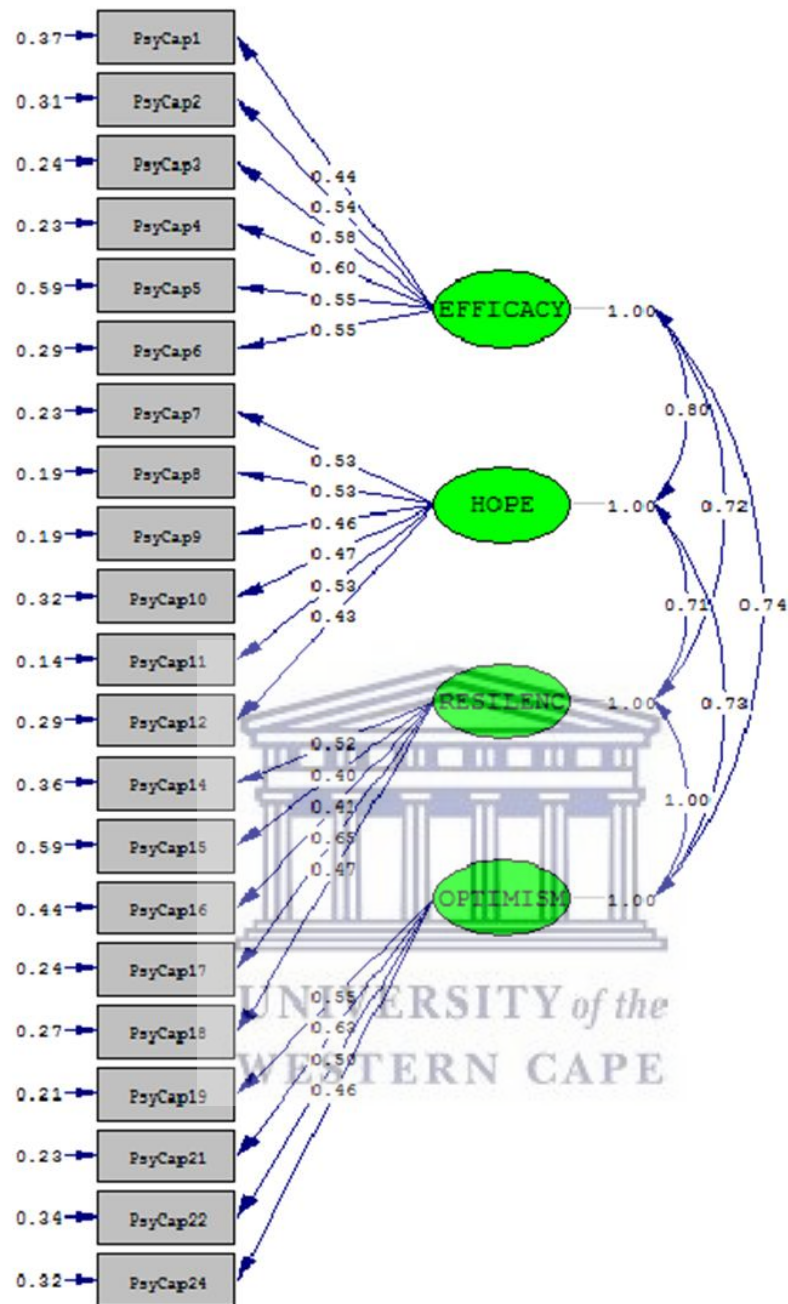 0.37 PsyCap1
0.31 PsyCap2
0.24 PsyCap3
0.44
0.54
0.23 PsyCap4
0.58
0.60
0.59 PsyCap5
0.55
EFFICACY 1.00
0.55
0.29 PsyCap6
0.80
0.23 PsyCap7
0.53
0.19 PsyCap8
0.53
HOPE 1.00 0.72
0.19 PsyCap9
0.46
0.47
0.32 PsyCap10
0.53
0.71 0.74
0.43
0.14 PsyCap11
RESILENC 1.00 0.73
0.29 PsyCap12
0.52
0.36 PsyCap14
0.40
1.00
0.41
0.59 PsyCap15
0.65
0.47
0.44 PsyCap16
OPTIMISM 1.00
0.24 PsyCap17
0.55
UNIVERSITY of the
0.27 PsyCap18
0.63
0.50
WESTERN CAPE
0.21 PsyCap19
0.46
0.23 PsyCap21
0.34 PsyCap22
0.32 PsyCap24